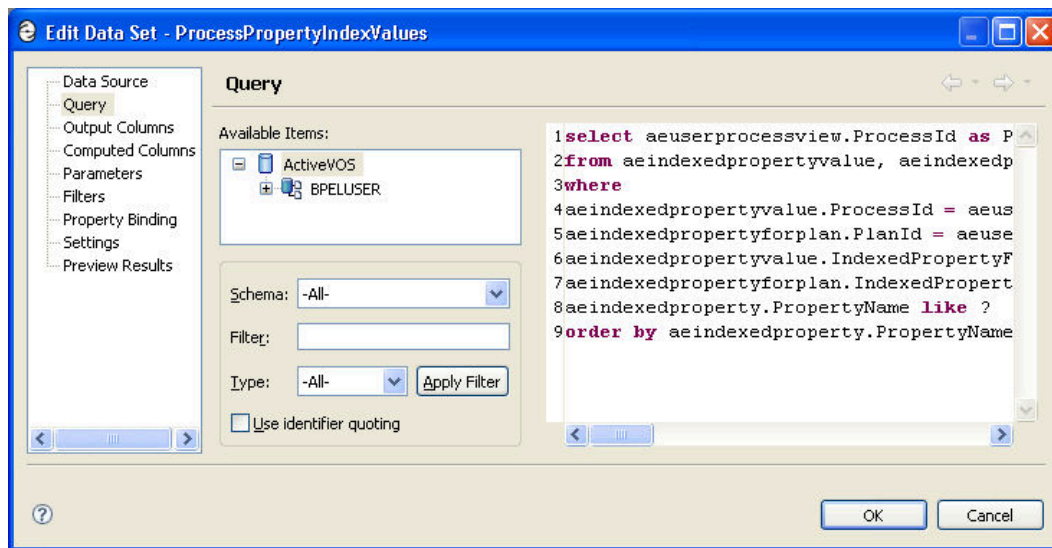 Edit Data Set - ProcessPropertyIndexValues
Data Source
Query
Output Columns
Computed Columns
Parameters
Filters
Property Binding
Settings
Preview Results
Query
Available Items:
ActiveVOS
BPELUSER
Schema: -All-
Filter:
Type: -All- Apply Filter
Use identifier quoting
1select aeuserprocessview.ProcessId as P
2from aeindexedpropertyvalue, aeindexedp
3where
4aeindexedpropertyvalue.ProcessId = aeus
5aeindexedpropertyforplan.PlanId = aeuse
6aeindexedpropertyvalue.IndexedPropertyF
7aeindexedpropertyforplan.IndexedPropert
8aeindexedproperty.PropertyName like ?
9order by aeindexedproperty.PropertyName
OK Cancel